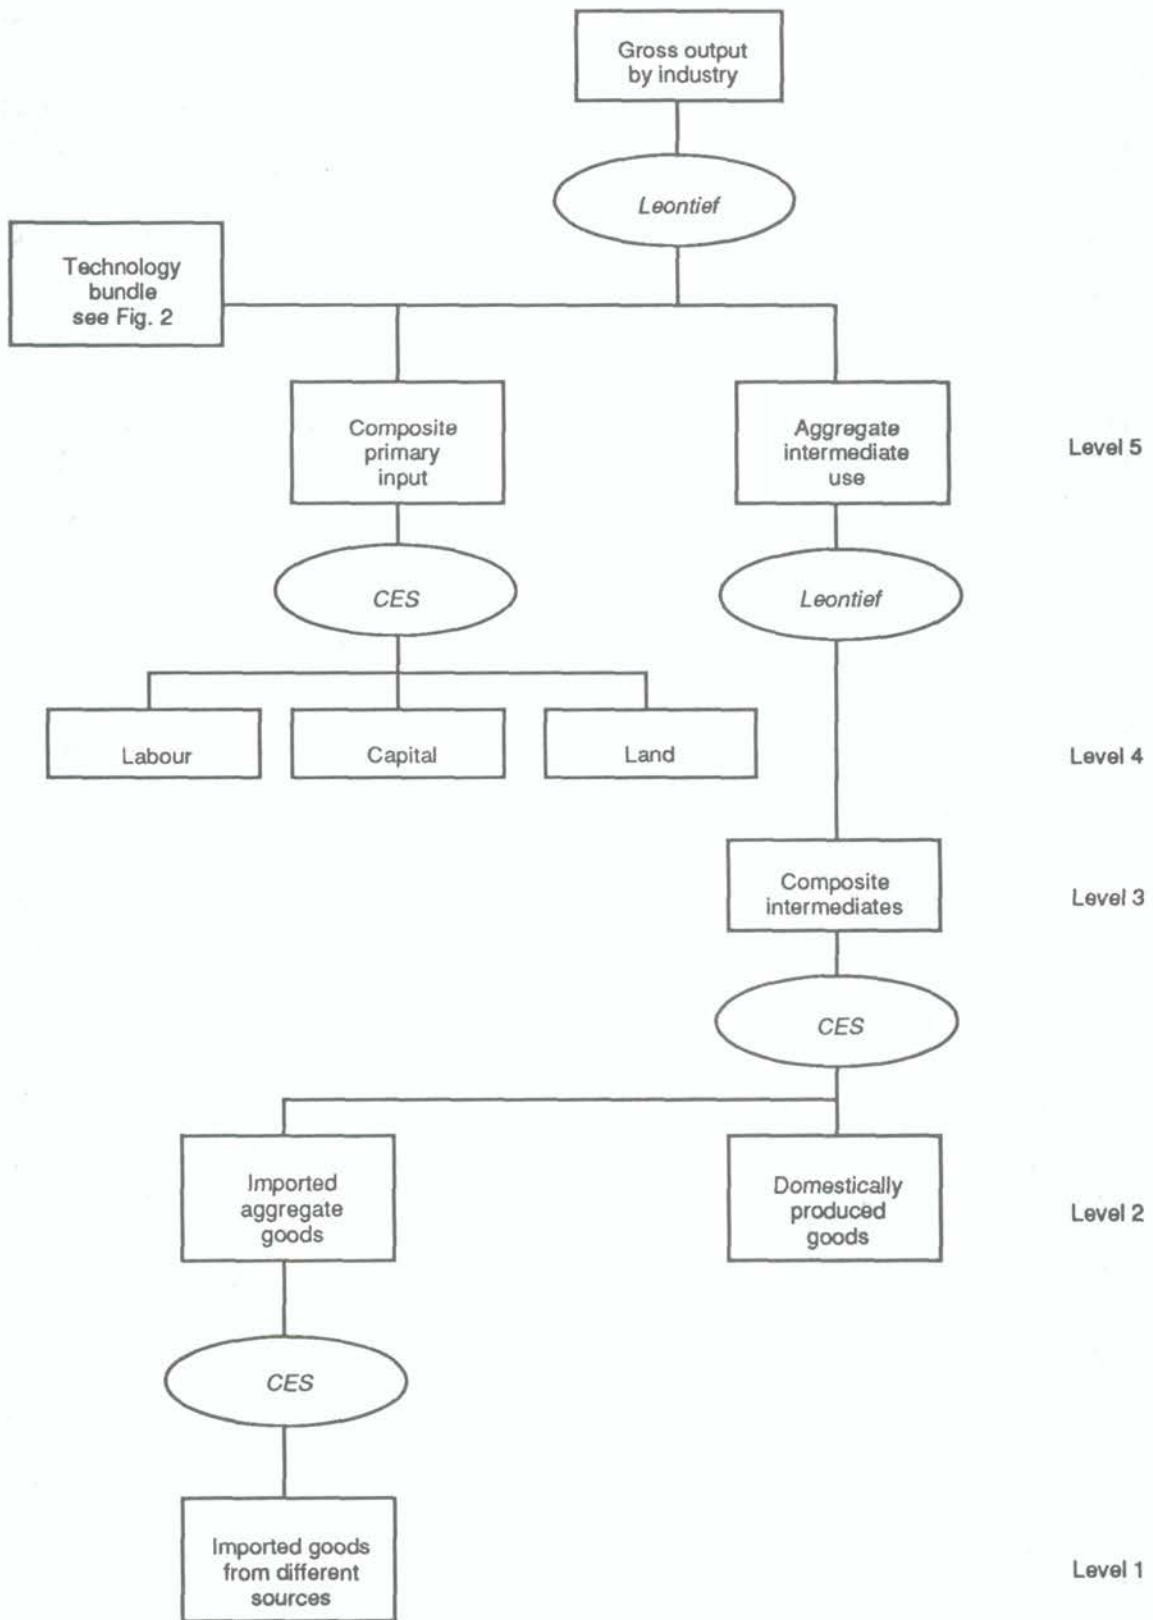 Gross output
by industry
Leontief
Technology
bundle
see Fig. 2
Composite
primary
input
Aggregate
intermediate
use
Level 5
CES
Leontief
Labour
Capital
Land
Level 4
Composite
intermediates
Level 3
CES
Imported
aggregate
goods
Domestically
produced
goods
Level 2
CES
Imported goods
from different
sources
Level 1